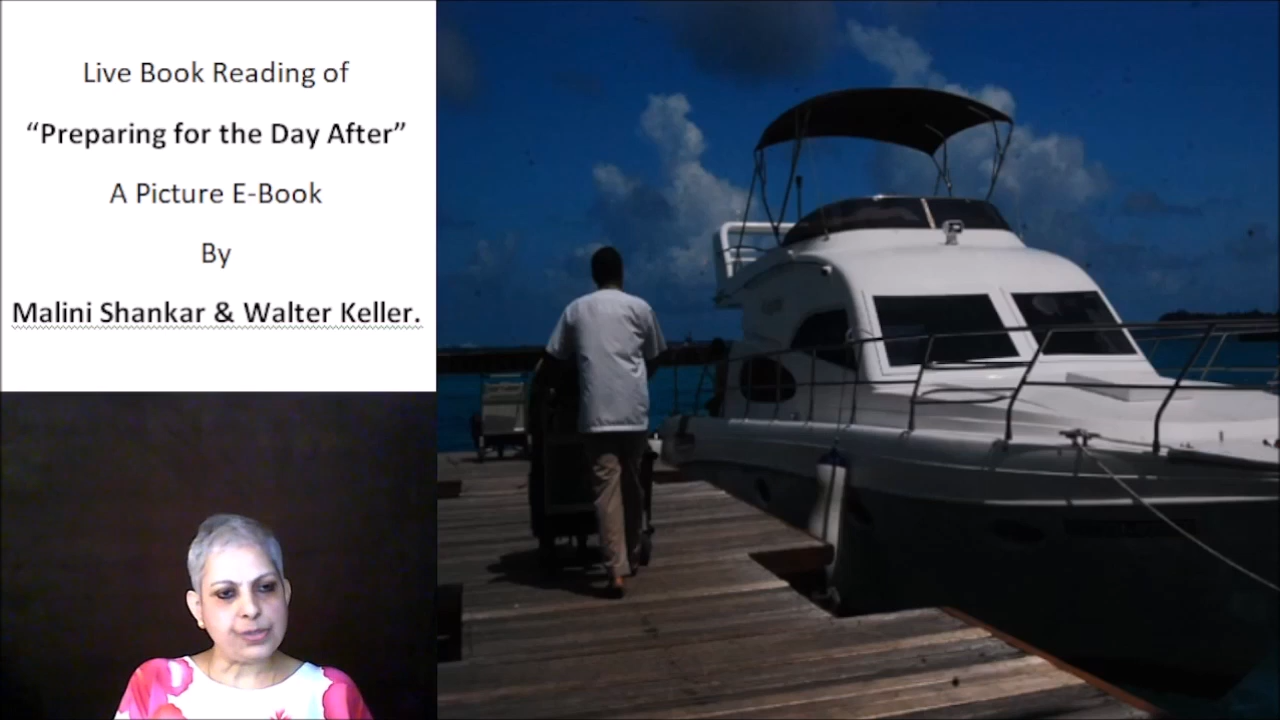 Live Book Reading of
“Preparing for the Day After”
A Picture E-Book
By
Malini Shankar & Walter Keller.